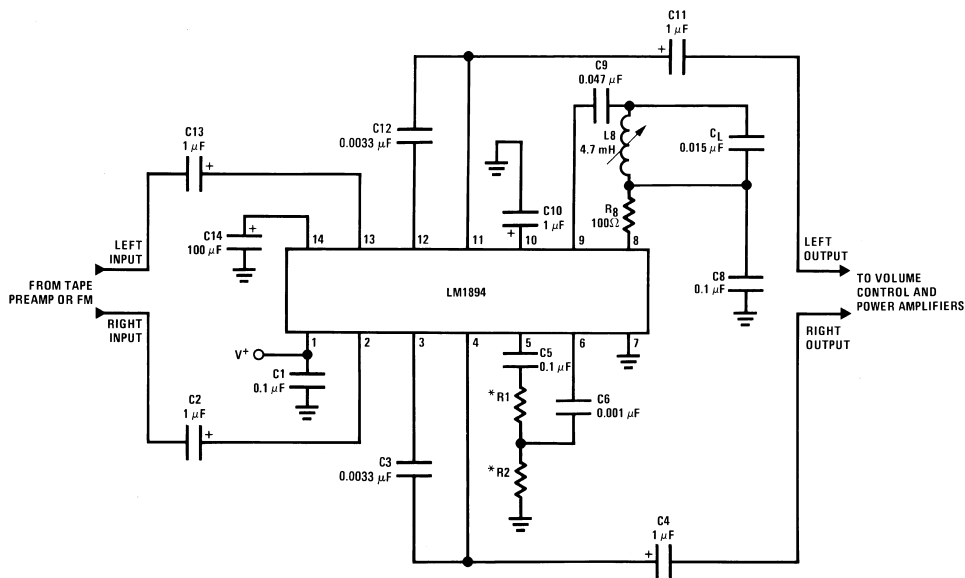 C11
1 μF
+
C9
0.047 μF
C13
1 μF
+
C12
0.0033 μF
L8
4.7 mH
CL
0.015 μF
C10
1 μF
+
R8
100Ω
C14
100 μF
+
14
13
12
11
10
9
8
LEFT
INPUT
LEFT
OUTPUT
C8
0.1 μF
FROM TAPE
PREAMP OR FM
LM1894
TO VOLUME
CONTROL AND
POWER AMPLIFIERS
RIGHT
INPUT
RIGHT
OUTPUT
1
2
3
4
5
6
7
V+
C1
0.1 μF
C5
0.1 μF
*R1
C6
0.001 μF
C2
1 μF
+
C3
0.0033 μF
*R2
C4
1 μF
+